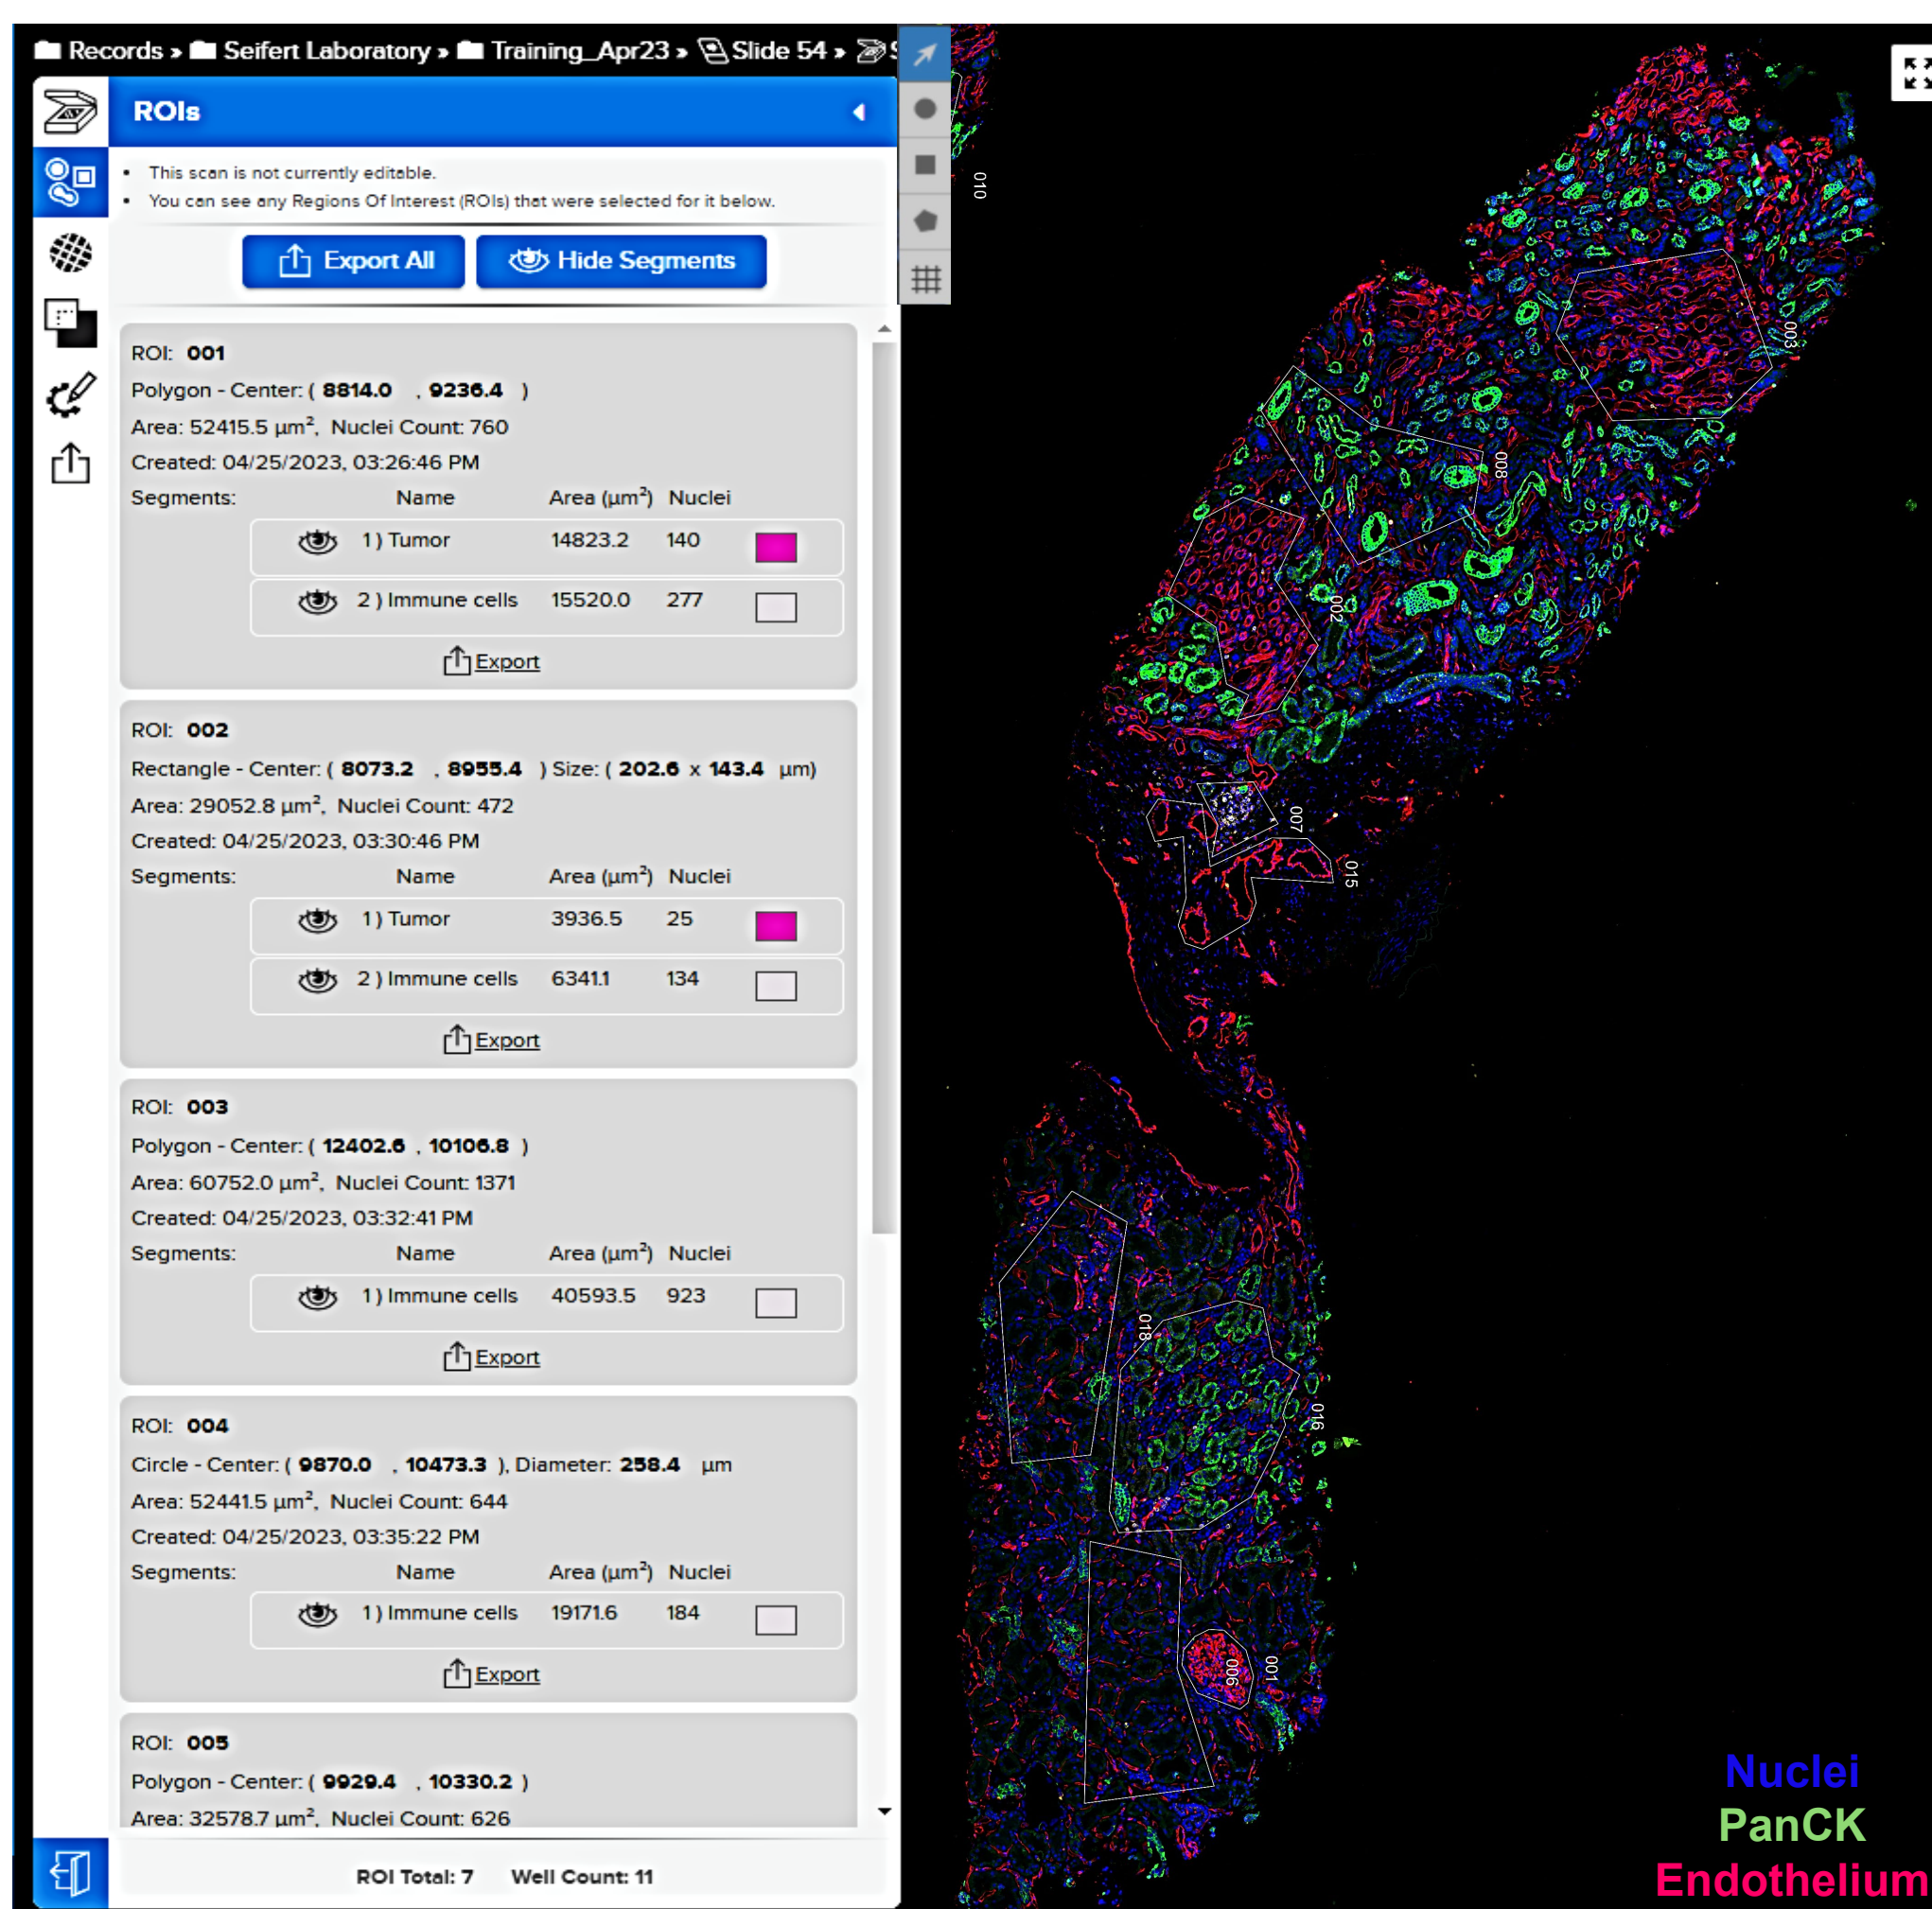 Records » Seifert Laboratory » Training_Apr23 » Slide 54 »
ROIs
• This scan is not currently editable.
• You can see any Regions Of Interest (ROIs) that were selected for it below.
Export All Hide Segments
ROI: 001
Polygon - Center: ( 8814.0 , 9236.4 )
Area: 52415.5 µm², Nuclei Count: 760
Created: 04/25/2023, 03:26:46 PM
Segments: Name Area (µm²) Nuclei
1 ) Tumor 14823.2 140
2 ) Immune cells 15520.0 277
Export
ROI: 002
Rectangle - Center: ( 8073.2 , 8955.4 ) Size: ( 202.6 x 143.4 µm)
Area: 29052.8 µm², Nuclei Count: 472
Created: 04/25/2023, 03:30:46 PM
Segments: Name Area (µm²) Nuclei
1 ) Tumor 3936.5 25
2 ) Immune cells 6341.1 134
Export
ROI: 003
Polygon - Center: ( 12402.6 , 10106.8 )
Area: 60752.0 µm², Nuclei Count: 1371
Created: 04/25/2023, 03:32:41 PM
Segments: Name Area (µm²) Nuclei
1 ) Immune cells 40593.5 923
Export
ROI: 004
Circle - Center: ( 9870.0 , 10473.3 ), Diameter: 258.4 µm
Area: 52441.5 µm², Nuclei Count: 644
Created: 04/25/2023, 03:35:22 PM
Segments: Name Area (µm²) Nuclei
1 ) Immune cells 19171.6 184
Export
ROI: 005
Polygon - Center: ( 9929.4 , 10330.2 )
Area: 32578.7 µm², Nuclei Count: 626
ROI Total: 7 Well Count: 11
010
003
008
002
007
015
018
016
001
006
Nuclei
PanCK
Endothelium